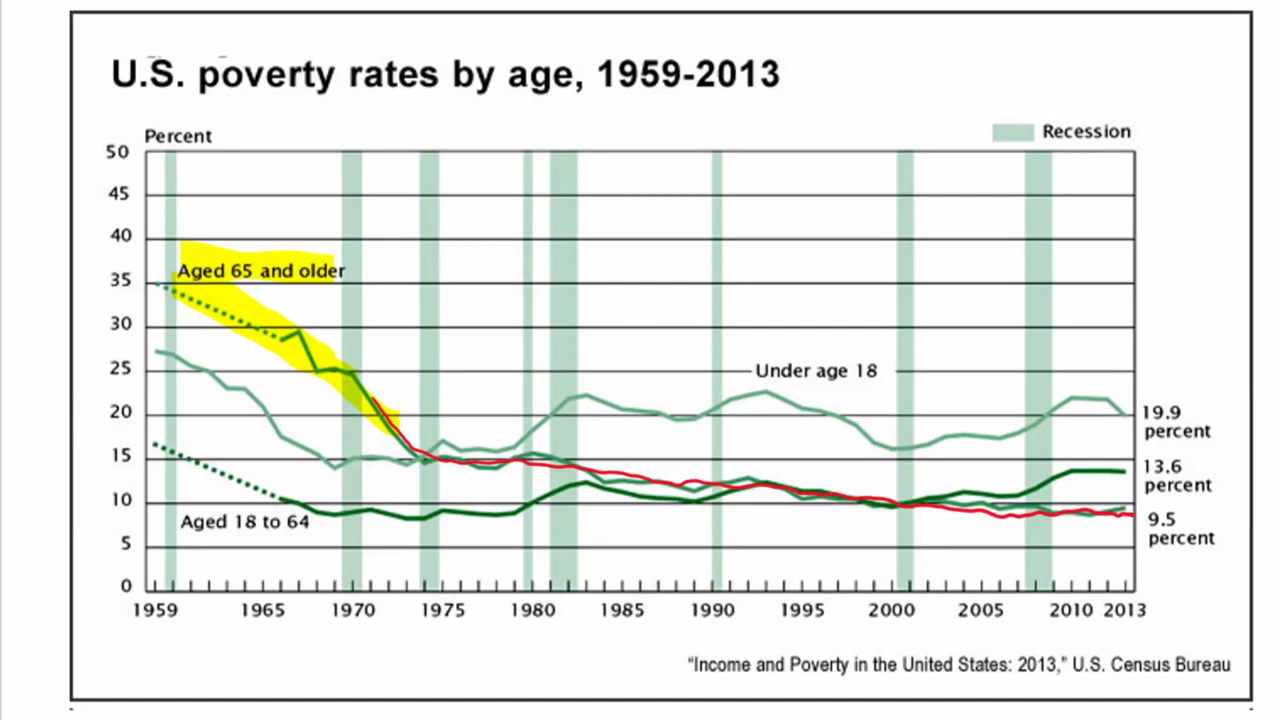 U.S. poverty rates by age, 1959-2013
Percent
Recession
50
45
40
Aged 65 and older
35
30
25
Under age 18
20
19.9
percent
15
13.6
percent
10
Aged 18 to 64
9.5
percent
5
0
1959 1965 1970 1975 1980 1985 1990 1995 2000 2005 2010 2013
“Income and Poverty in the United States: 2013,” U.S. Census Bureau